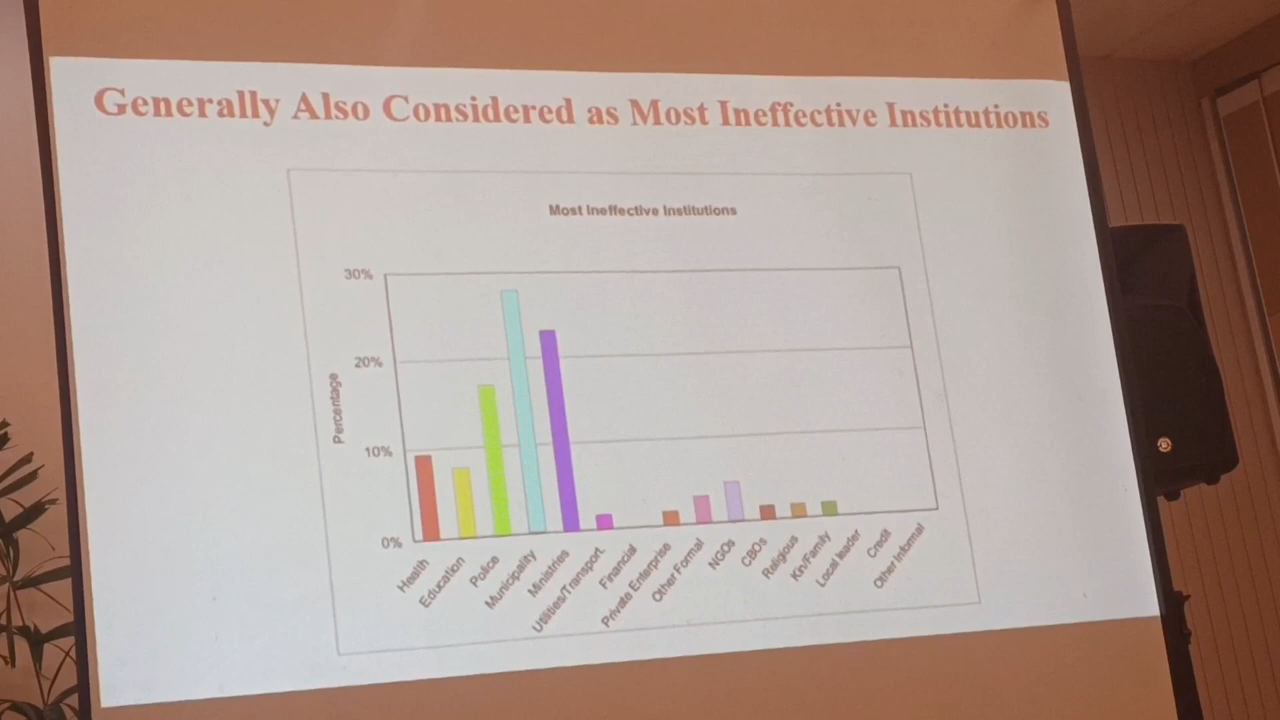 Generally Also Considered as Most Ineffective Institutions
Most Ineffective Institutions
Percentage
30%
20%
10%
0%
Health
Education
Police
Municipality
Ministries
Utilities/Transport
Financial
Private Enterprise
Other Formal
NGOs
CBOs
Religious
Kin/Family
Local leader
Credit
Other Informal